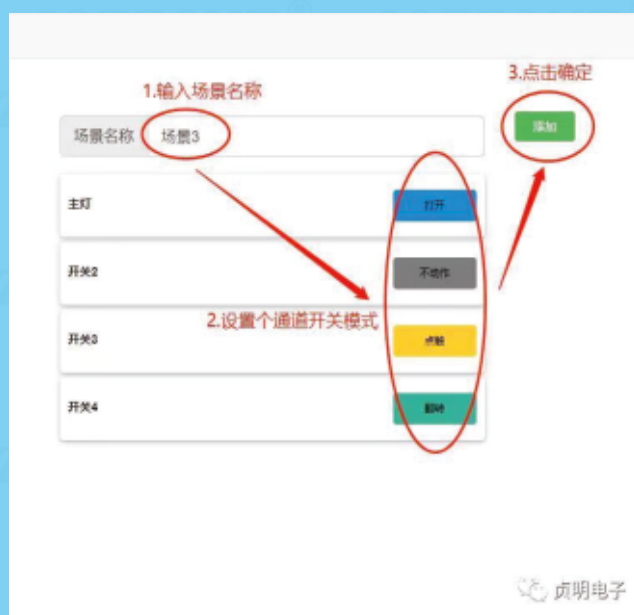 3.点击确定
1.输入场景名称
场景名称 场景3 添加
主灯 打开
开关2 不动作
2.设置个通道开关模式
开关3 点触
开关4 翻转
贞明电子